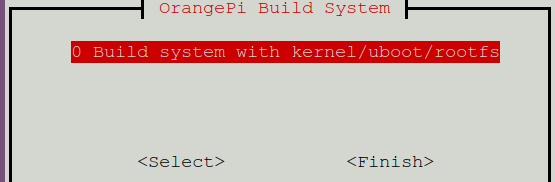 OrangePi Build System
0 Build system with kernel/uboot/rootfs
<Select> <Finish>